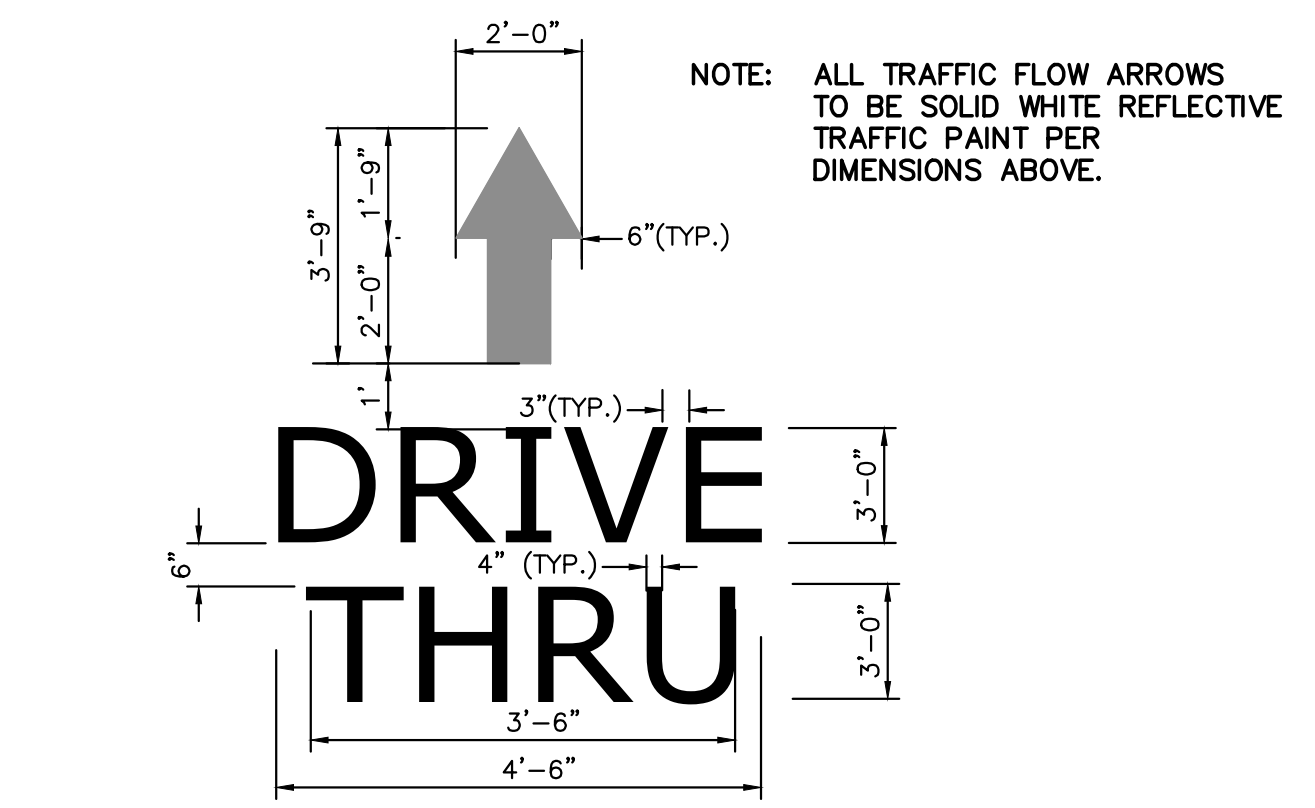 2'-0"
NOTE: ALL TRAFFIC FLOW ARROWS
TO BE SOLID WHITE REFLECTIVE
TRAFFIC PAINT PER
DIMENSIONS ABOVE.
1'-9"
3'-9"
6"(TYP.)
2'-0"
1'
3"(TYP.)
DRIVE
3'-0"
6"
4" (TYP.)
THRU
3'-0"
3'-6"
4'-6"